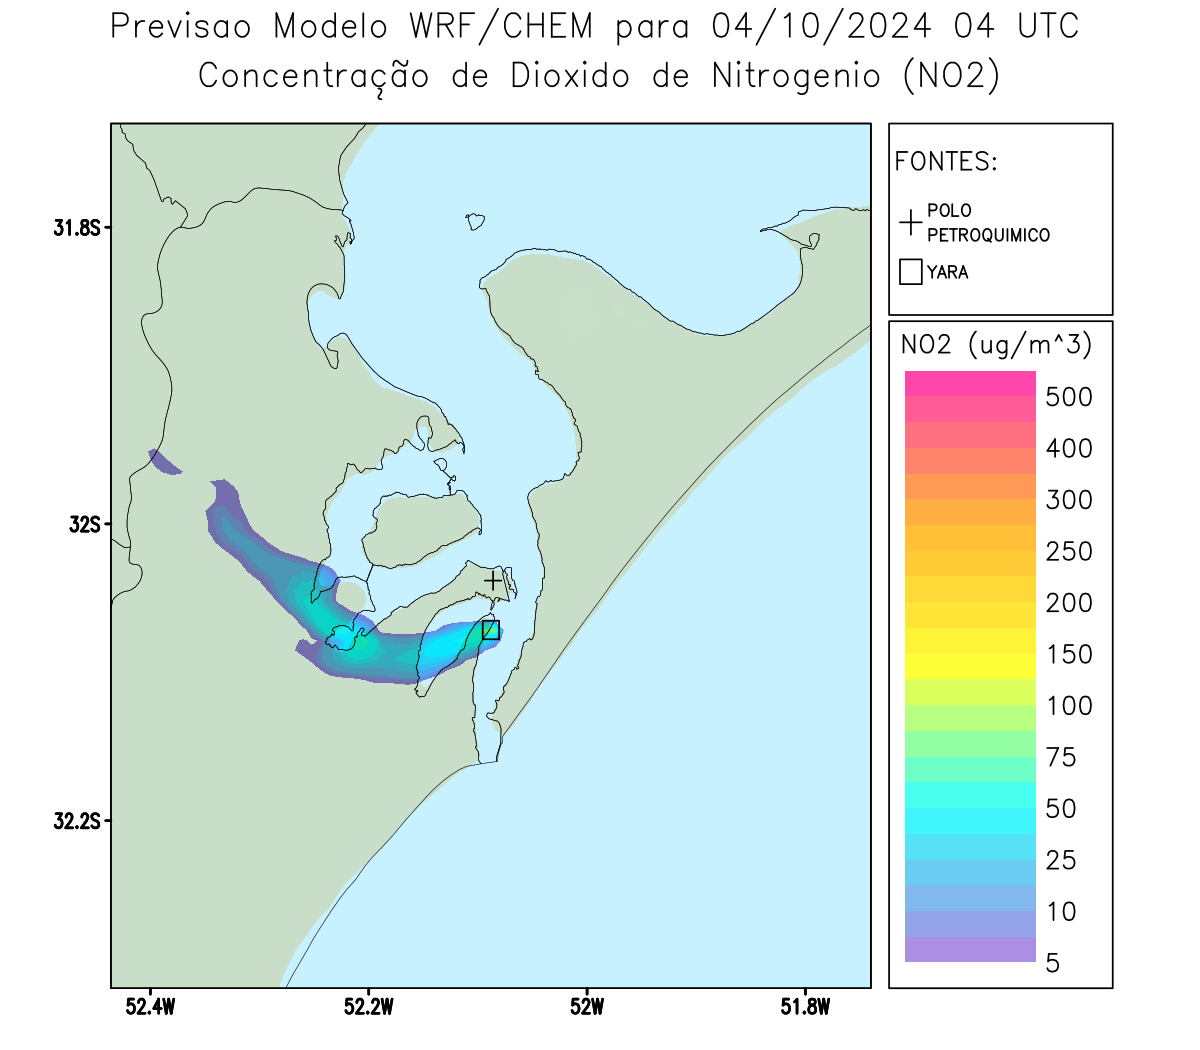 Previsao Modelo WRF/CHEM para 04/10/2024 04 UTC
Concentração de Dioxido de Nitrogenio (NO2)
FONTES:
POLO
PETROQUIMICO
YARA
31.8S
32S
32.2S
52.4W
52.2W
52W
51.8W
NO2 (ug/m^3)
500
400
300
250
200
150
100
75
50
25
10
5